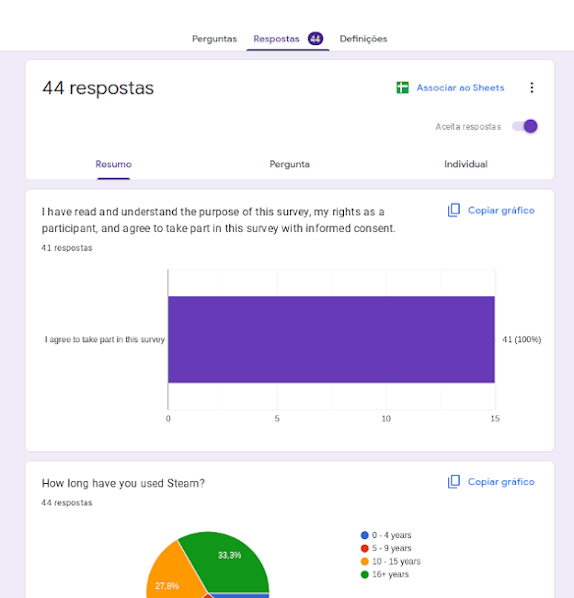 Perguntas Respostas 44 Definições
44 respostas
Associar ao Sheets
Aceita respostas
Resumo Pergunta Individual
I have read and understand the purpose of this survey, my rights as a
participant, and agree to take part in this survey with informed consent.
Copiar gráfico
41 respostas
I agree to take part in this survey
41 (100%)
0 5 10 15
How long have you used Steam?
Copiar gráfico
44 respostas
33,3%
27,8%
0 - 4 years
5 - 9 years
10 - 15 years
16+ years